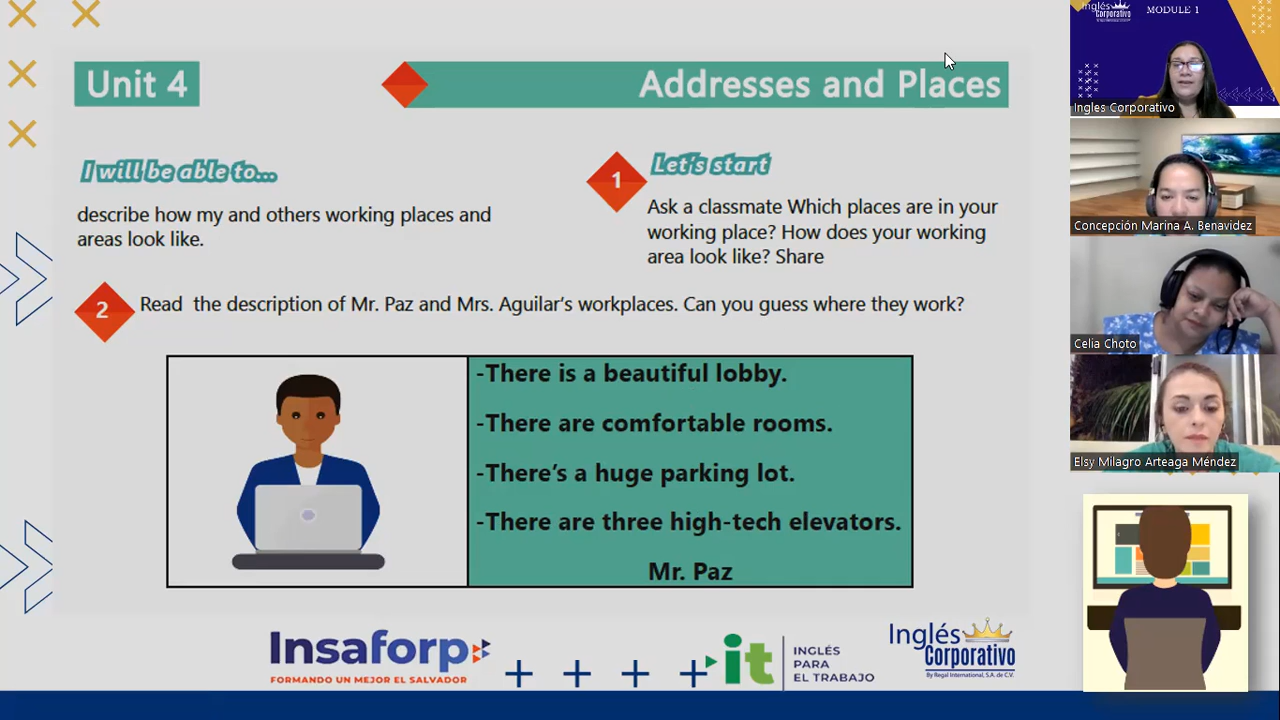 Unit 4
Addresses and Places
I will be able to...
describe how my and others working places and
areas look like.
1
Let's start
Ask a classmate Which places are in your
working place? How does your working
area look like? Share
2
Read the description of Mr. Paz and Mrs. Aguilar's workplaces. Can you guess where they work?
-There is a beautiful lobby.
-There are comfortable rooms.
-There's a huge parking lot.
-There are three high-tech elevators.
Mr. Paz
Insaforp
FORMANDO UN MEJOR EL SALVADOR
it
INGLÉS
PARA
EL TRABAJO
Inglés
Corporativo
By Regal International, S.A. de C.V.
Inglés
Corporativo
MODULE 1
Ingles Corporativo
Concepción Marina A. Benavidez
Celia Choto
Elsy Milagro Arteaga Méndez